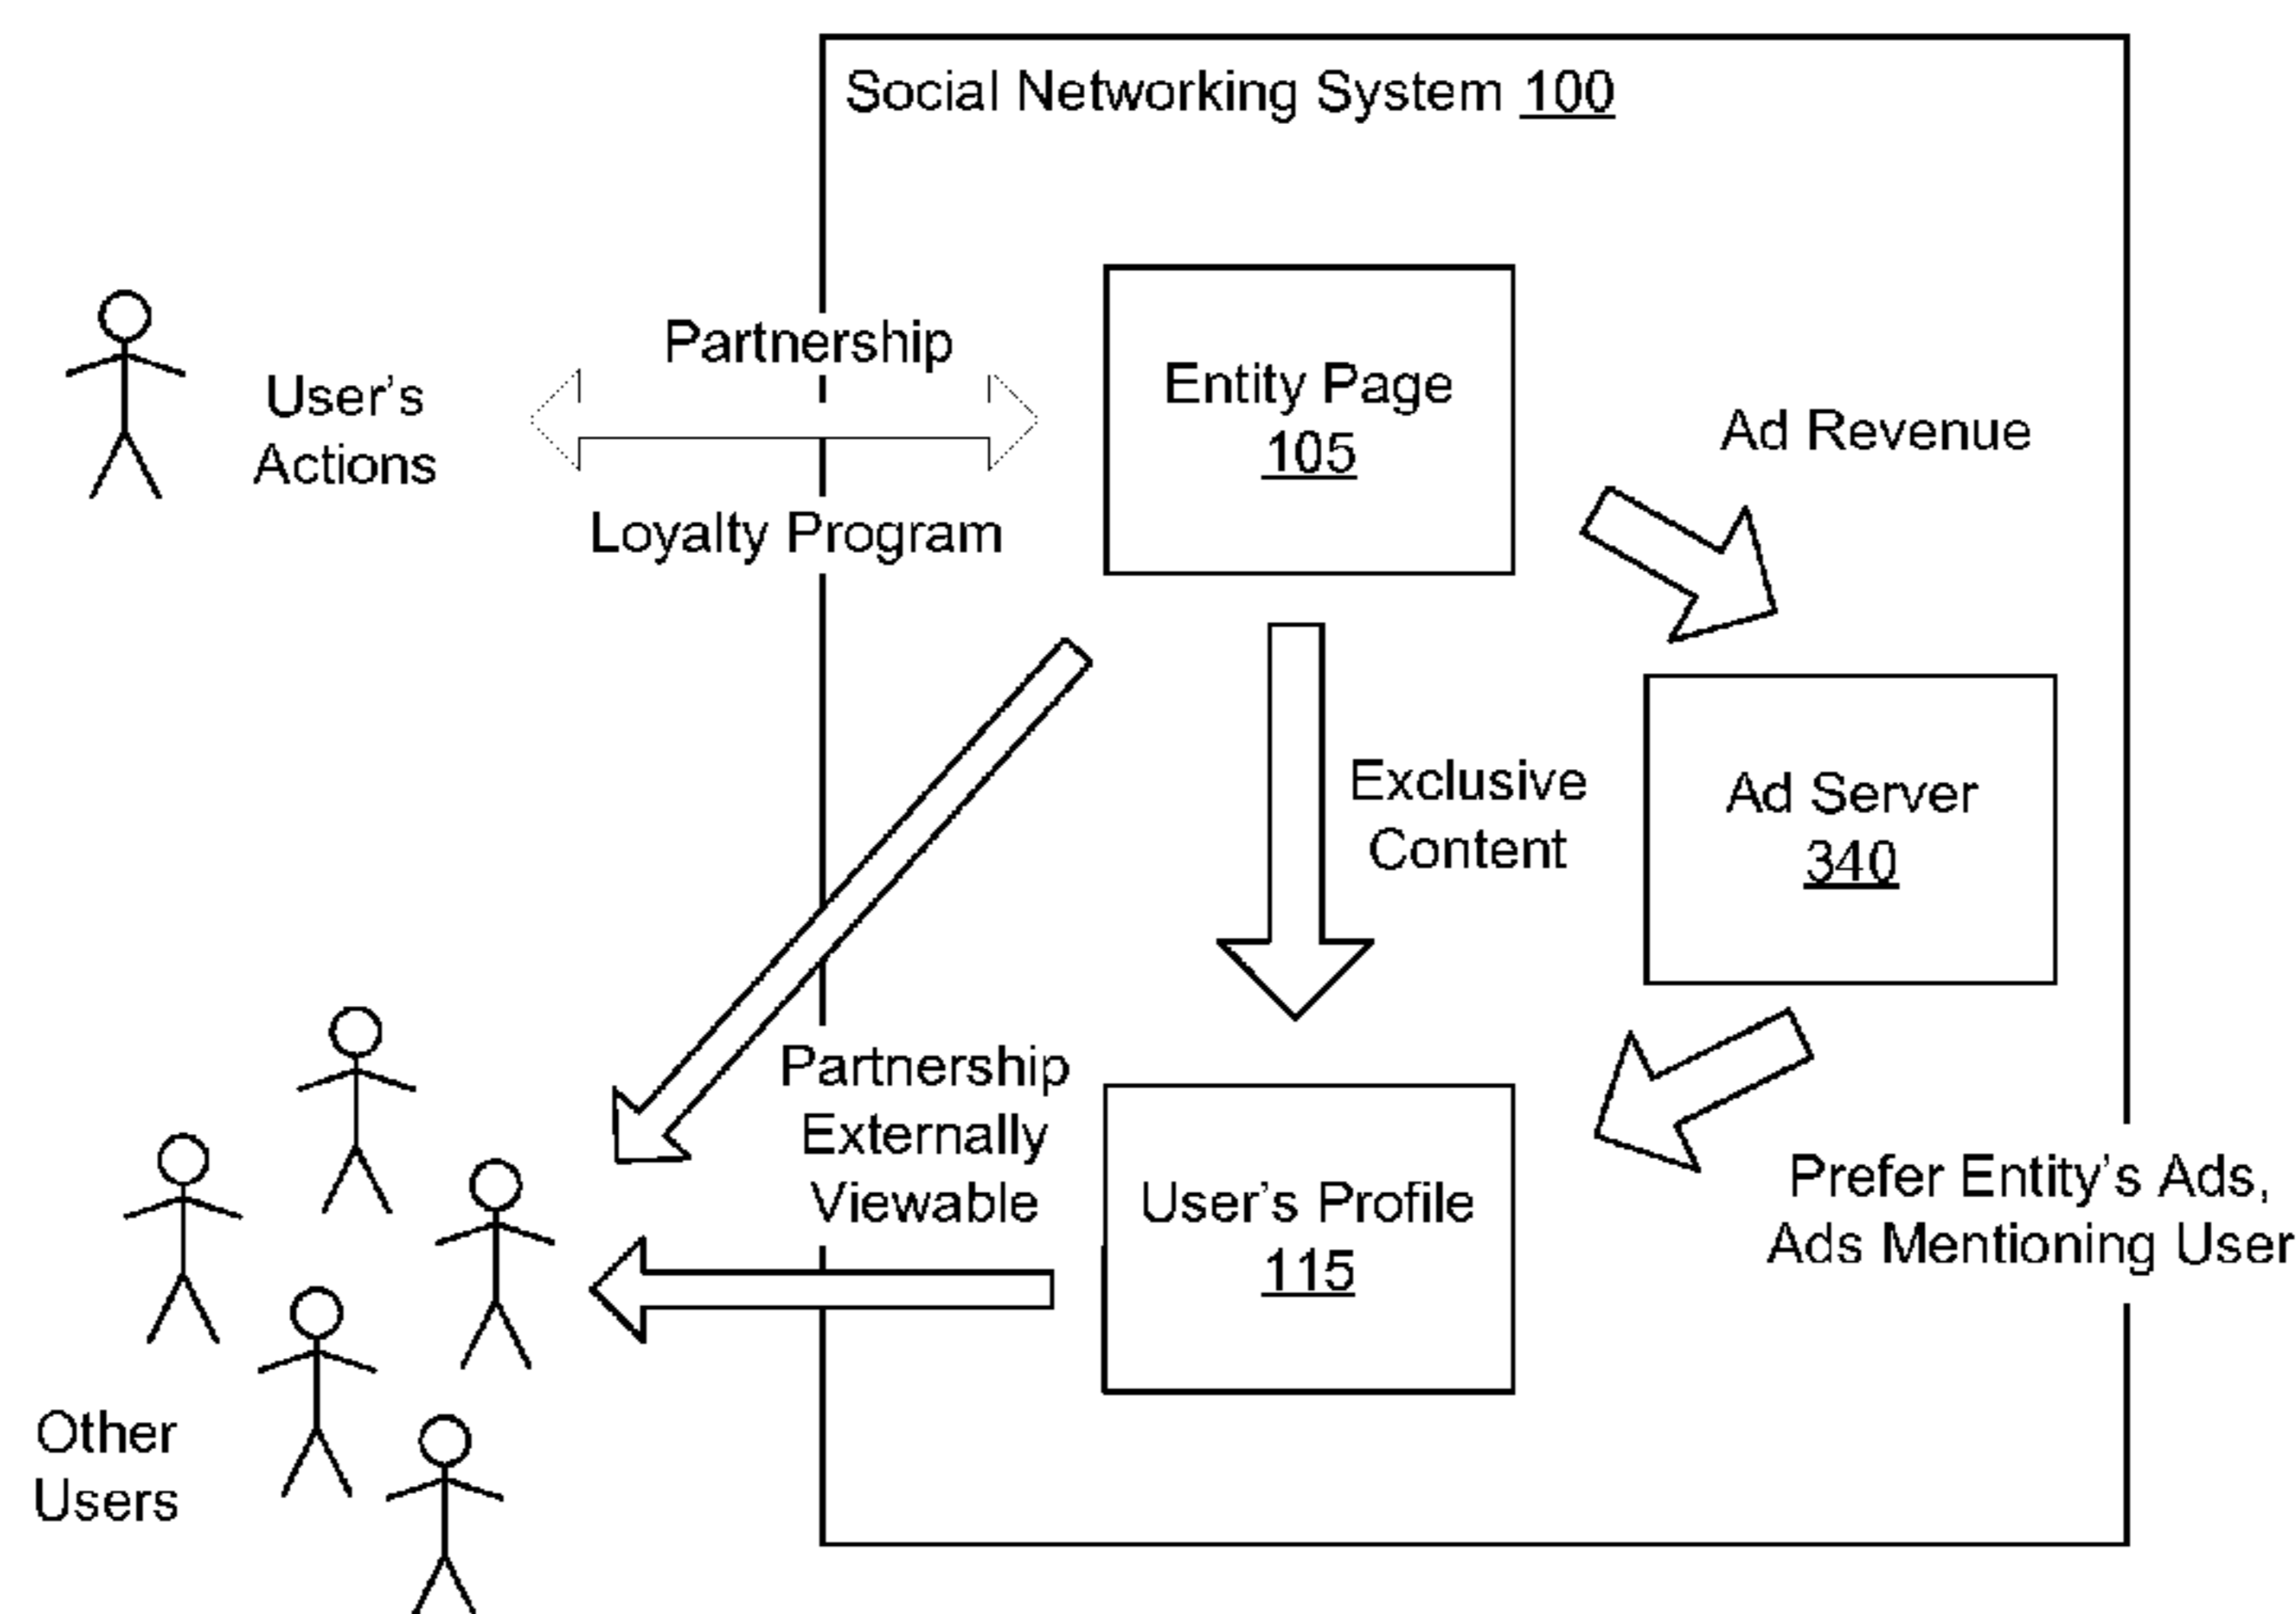 Social Networking System 100
Partnership
User's
Actions
Loyalty Program
Entity Page
105
Ad Revenue
Exclusive
Content
Ad Server
340
Partnership
Externally
Viewable
User's Profile
115
Prefer Entity's Ads,
Ads Mentioning User
Other
Users